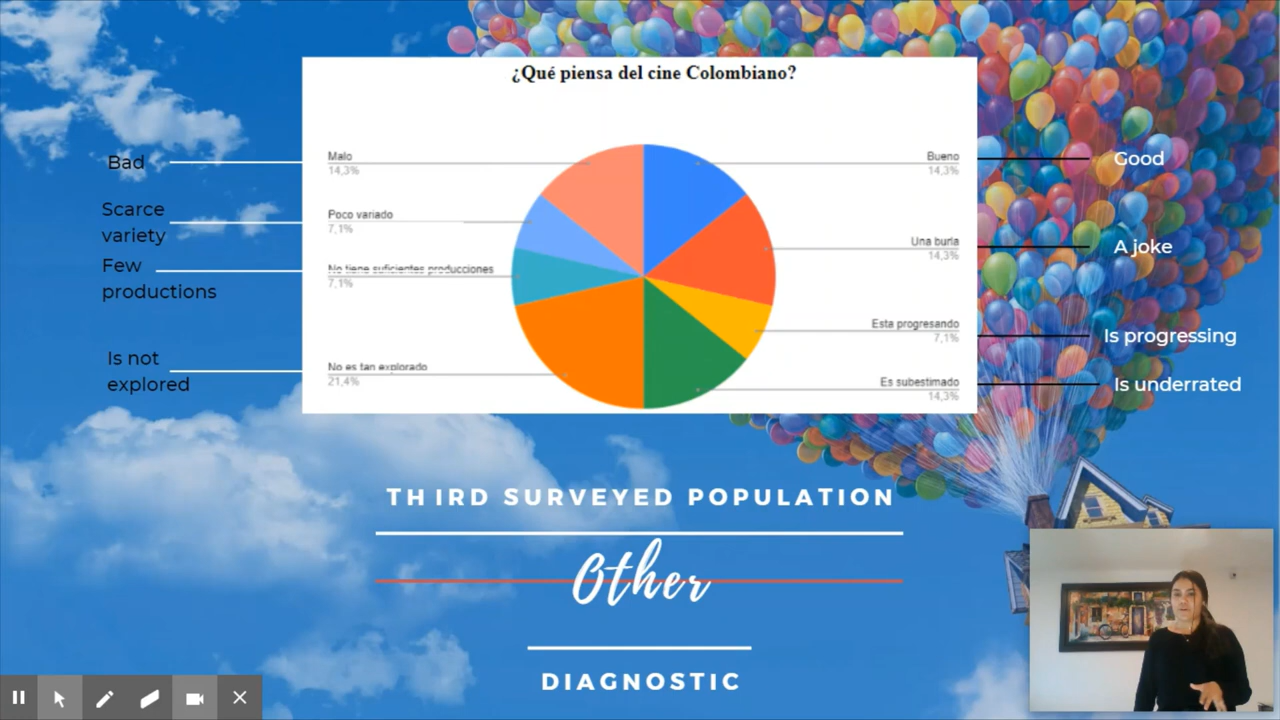 ¿Qué piensa del cine Colombiano?
Bad
Malo
14,3%
Scarce
variety
Poco variado
7,1%
Few
productions
No tiene suficientes producciones
7,1%
Is not
explored
No es tan explorado
21,4%
Bueno
14,3%
Good
Una burla
14,3%
A joke
Esta progresando
7,1%
Is progressing
Es subestimado
14,3%
Is underrated
THIRD SURVEYED POPULATION
Other
DIAGNOSTIC